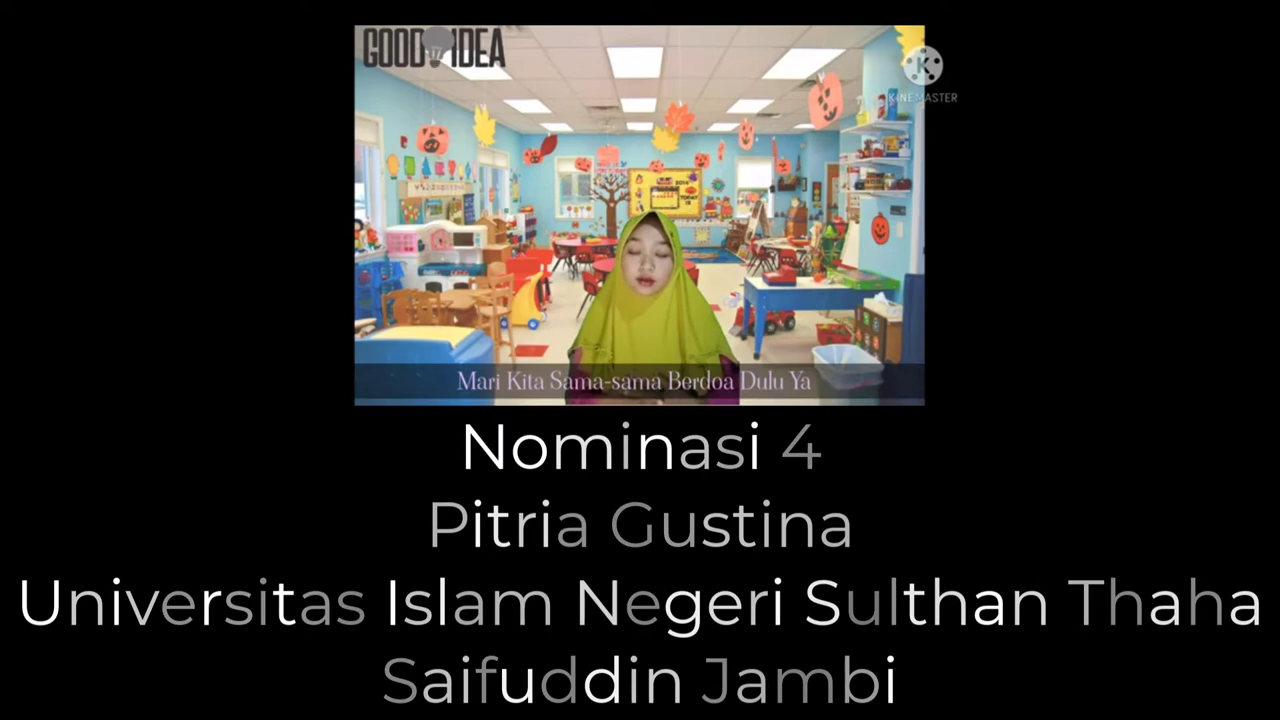 GOOD IDEA
KINEMASTER
Mari Kita Sama-sama Berdoa Dulu Ya
Nominasi 4
Pitria Gustina
Universitas Islam Negeri Sulthan Thaha
Saifuddin Jambi